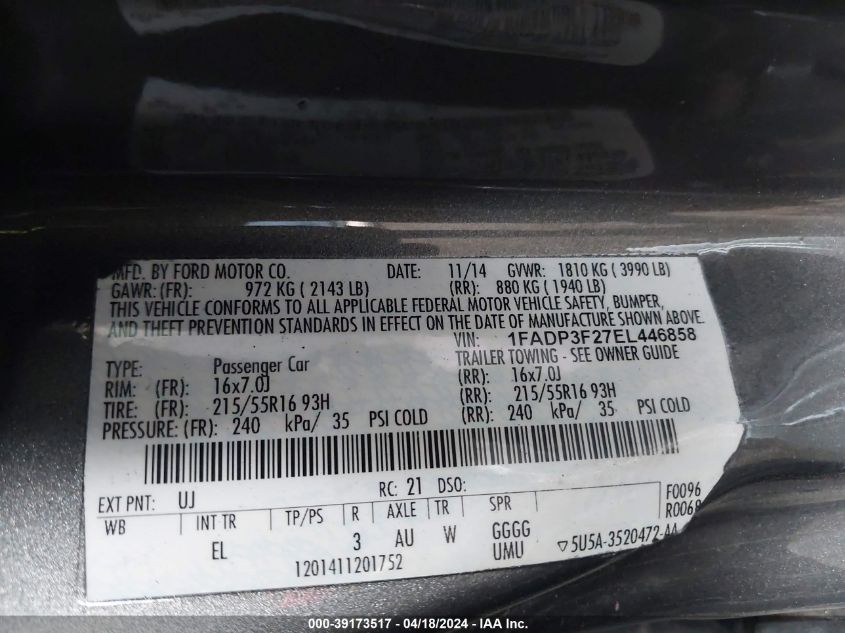 MFD. BY FORD MOTOR CO. DATE: 11/14 GVWR: 1810 KG ( 3990 LB)
GAWR: (FR): 972 KG ( 2143 LB) (RR): 880 KG ( 1940 LB)
THIS VEHICLE CONFORMS TO ALL APPLICABLE FEDERAL MOTOR VEHICLE SAFETY, BUMPER,
AND THEFT PREVENTION STANDARDS IN EFFECT ON THE DATE OF MANUFACTURE SHOWN ABOVE.
VIN: 1FADP3F27EL446858
TYPE: Passenger Car TRAILER TOWING - SEE OWNER GUIDE
RIM: (FR): 16x7.0J (RR): 16x7.0J
TIRE: (FR): 215/55R16 93H (RR): 215/55R16 93H
PRESSURE: (FR): 240 kPa/ 35 PSI COLD (RR): 240 kPa/ 35 PSI COLD
EXT PNT: UJ RC: 21 DSO: F0096
WB INT TR TP/PS R AXLE TR SPR R0068
EL 3 AU W GGGG
UMU ▽5U5A-3520472-AA
1201411201752
000-39173517 - 04/18/2024 - IAA Inc.